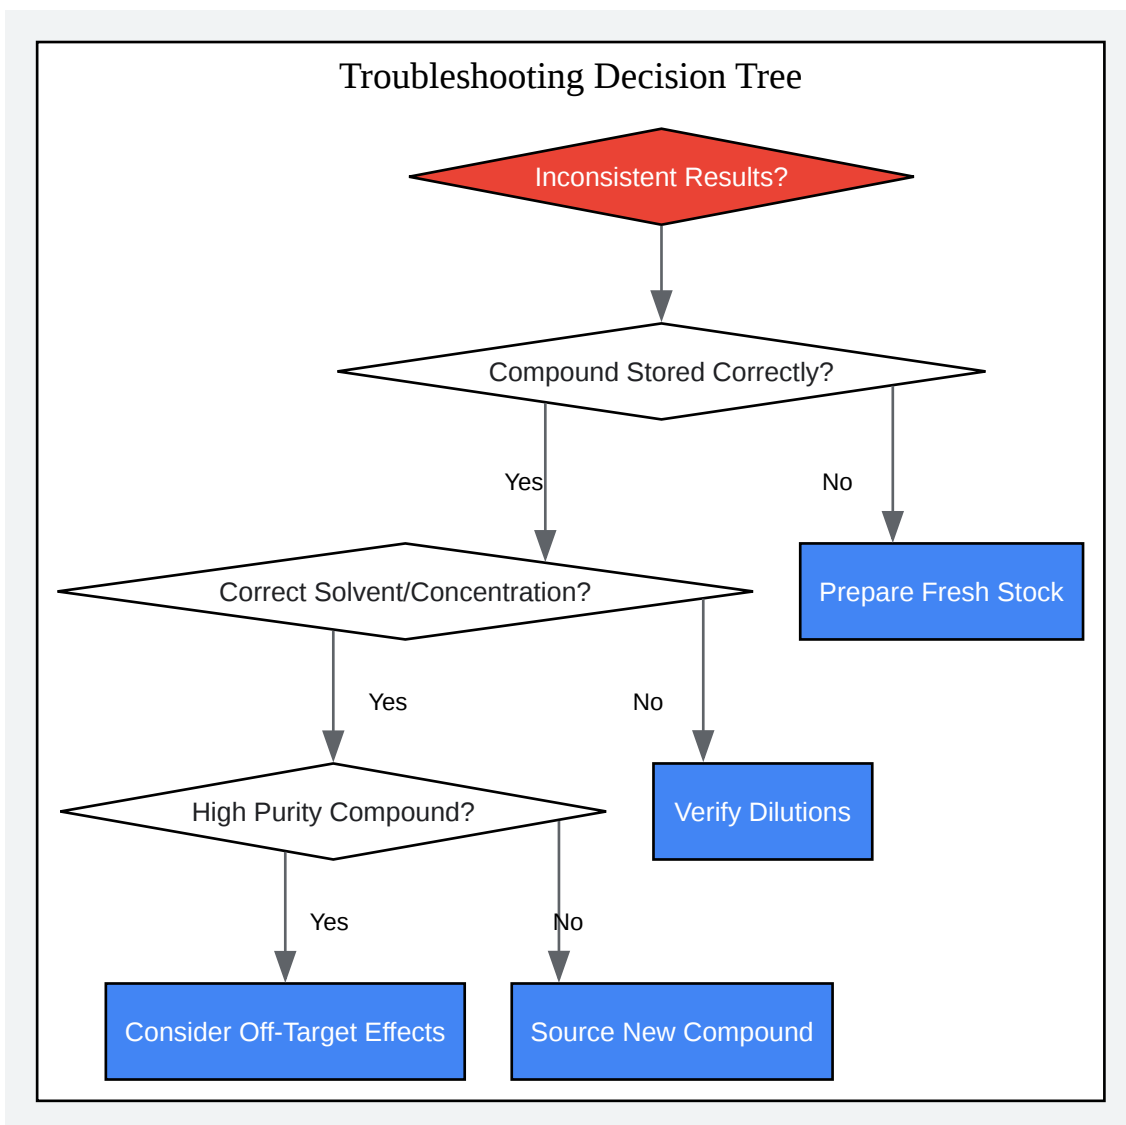 Troubleshooting Decision Tree
Inconsistent Results?
Compound Stored Correctly?
Yes
No
Correct Solvent/Concentration?
Prepare Fresh Stock
Yes
No
High Purity Compound?
Verify Dilutions
Yes
No
Consider Off-Target Effects
Source New Compound